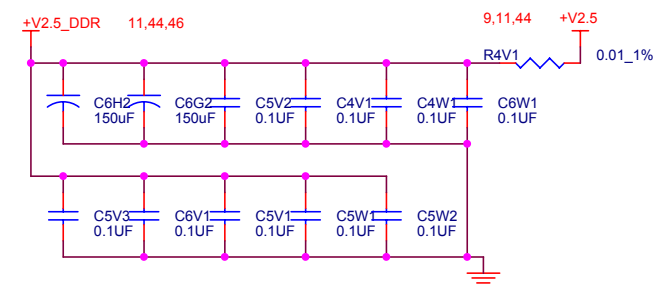 +V2.5_DDR 11,44,46 9,11,44 +V2.5
R4V1 0.01_1%
C6H2 C6G2 C5V2 C4V1 C4W1 C6W1
150uF 150uF 0.1UF 0.1UF 0.1UF 0.1UF
C5V3 C6V1 C5V1 C5W1 C5W2
0.1UF 0.1UF 0.1UF 0.1UF 0.1UF